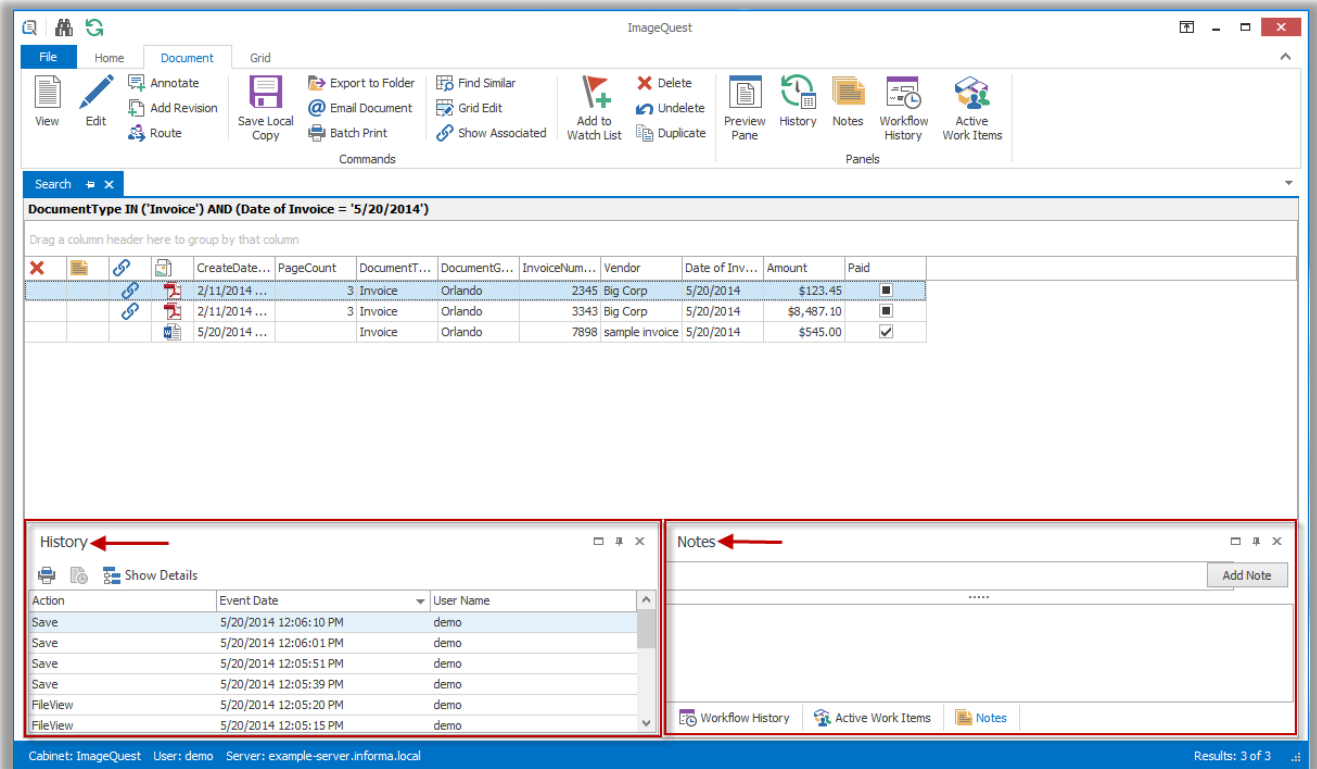 ImageQuest
File Home Document Grid
View
Edit
Annotate
Add Revision
Route
Save Local
Copy
Export to Folder
Email Document
Batch Print
Find Similar
Grid Edit
Show Associated
Add to
Watch List
Delete
Undelete
Duplicate
Commands
Preview
Pane
History
Notes
Workflow
History
Active
Work Items
Panels
Search
DocumentType IN ('Invoice') AND (Date of Invoice = '5/20/2014')
Drag a column header here to group by that column
CreateDate... PageCount DocumentT... DocumentG... InvoiceNum... Vendor Date of Inv... Amount Paid
2/11/2014 ... 3 Invoice Orlando 2345 Big Corp 5/20/2014 $123.45
2/11/2014 ... 3 Invoice Orlando 3343 Big Corp 5/20/2014 $8,487.10
5/20/2014 ... Invoice Orlando 7898 sample invoice 5/20/2014 $545.00
History
Show Details
Action Event Date User Name
Save 5/20/2014 12:06:10 PM demo
Save 5/20/2014 12:06:01 PM demo
Save 5/20/2014 12:05:51 PM demo
Save 5/20/2014 12:05:39 PM demo
FileView 5/20/2014 12:05:20 PM demo
FileView 5/20/2014 12:05:15 PM demo
Notes
Add Note
Workflow History Active Work Items Notes
Cabinet: ImageQuest User: demo Server: example-server.informa.local Results: 3 of 3